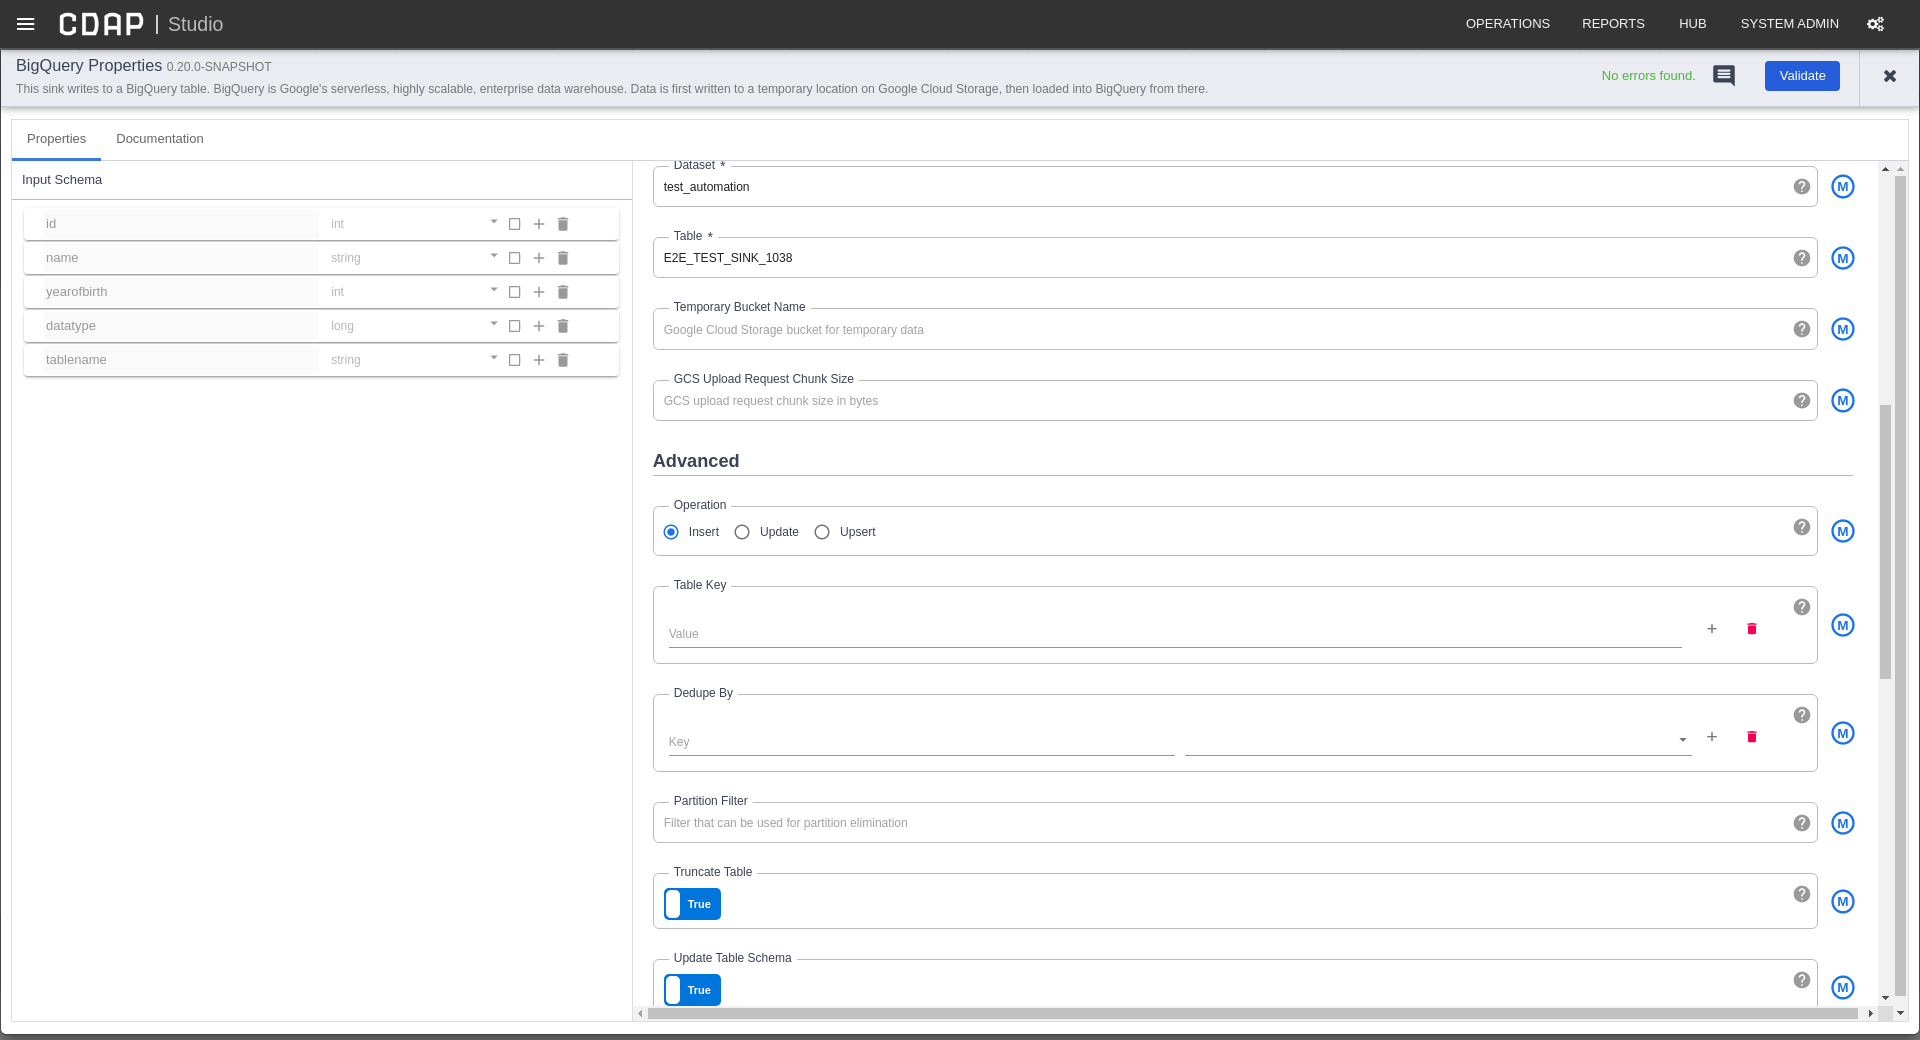 CDAP | Studio
OPERATIONS REPORTS HUB SYSTEM ADMIN
BigQuery Properties 0.20.0-SNAPSHOT
This sink writes to a BigQuery table. BigQuery is Google's serverless, highly scalable, enterprise data warehouse. Data is first written to a temporary location on Google Cloud Storage, then loaded into BigQuery from there.
No errors found.
Validate
Properties Documentation
Input Schema
id int
name string
yearofbirth int
datatype long
tablename string
Dataset *
test_automation
M
Table *
E2E_TEST_SINK_1038
M
Temporary Bucket Name
Google Cloud Storage bucket for temporary data
M
GCS Upload Request Chunk Size
GCS upload request chunk size in bytes
M
Advanced
Operation
Insert Update Upsert
M
Table Key
Value
M
Dedupe By
Key
M
Partition Filter
Filter that can be used for partition elimination
M
Truncate Table
True
M
Update Table Schema
True
M